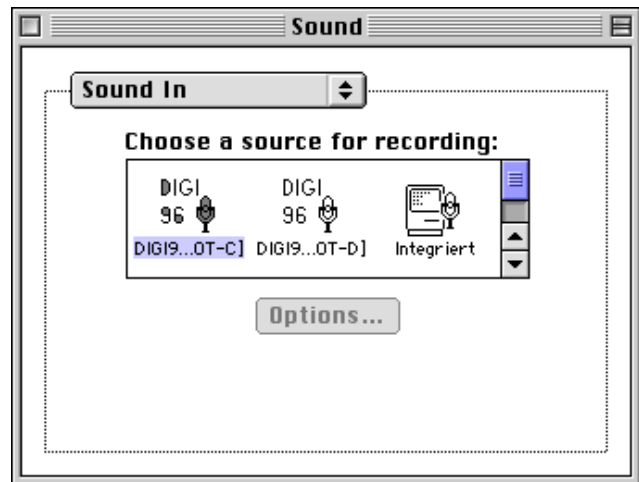 Sound
Sound In
Choose a source for recording:
DIGI DIGI
96 96
DIGI9...OT-C] DIGI9...OT-D] Integriert
Options...